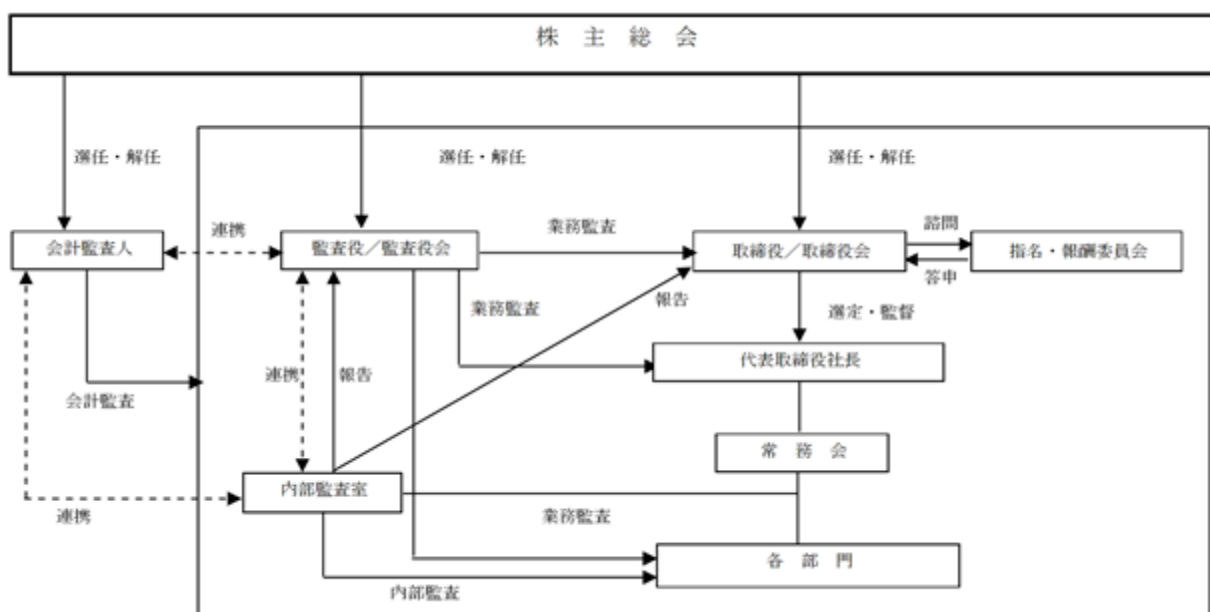 株 主 総 会
選任・解任
選任・解任
選任・解任
連携
業務監査
諮問
会計監査人
監査役/監査役会
取締役/取締役会
指名・報酬委員会
答申
報告
業務監査
選定・監督
代表取締役社長
連携
報告
会計監査
常 務 会
内部監査室
連携
業務監査
各 部 門
内部監査